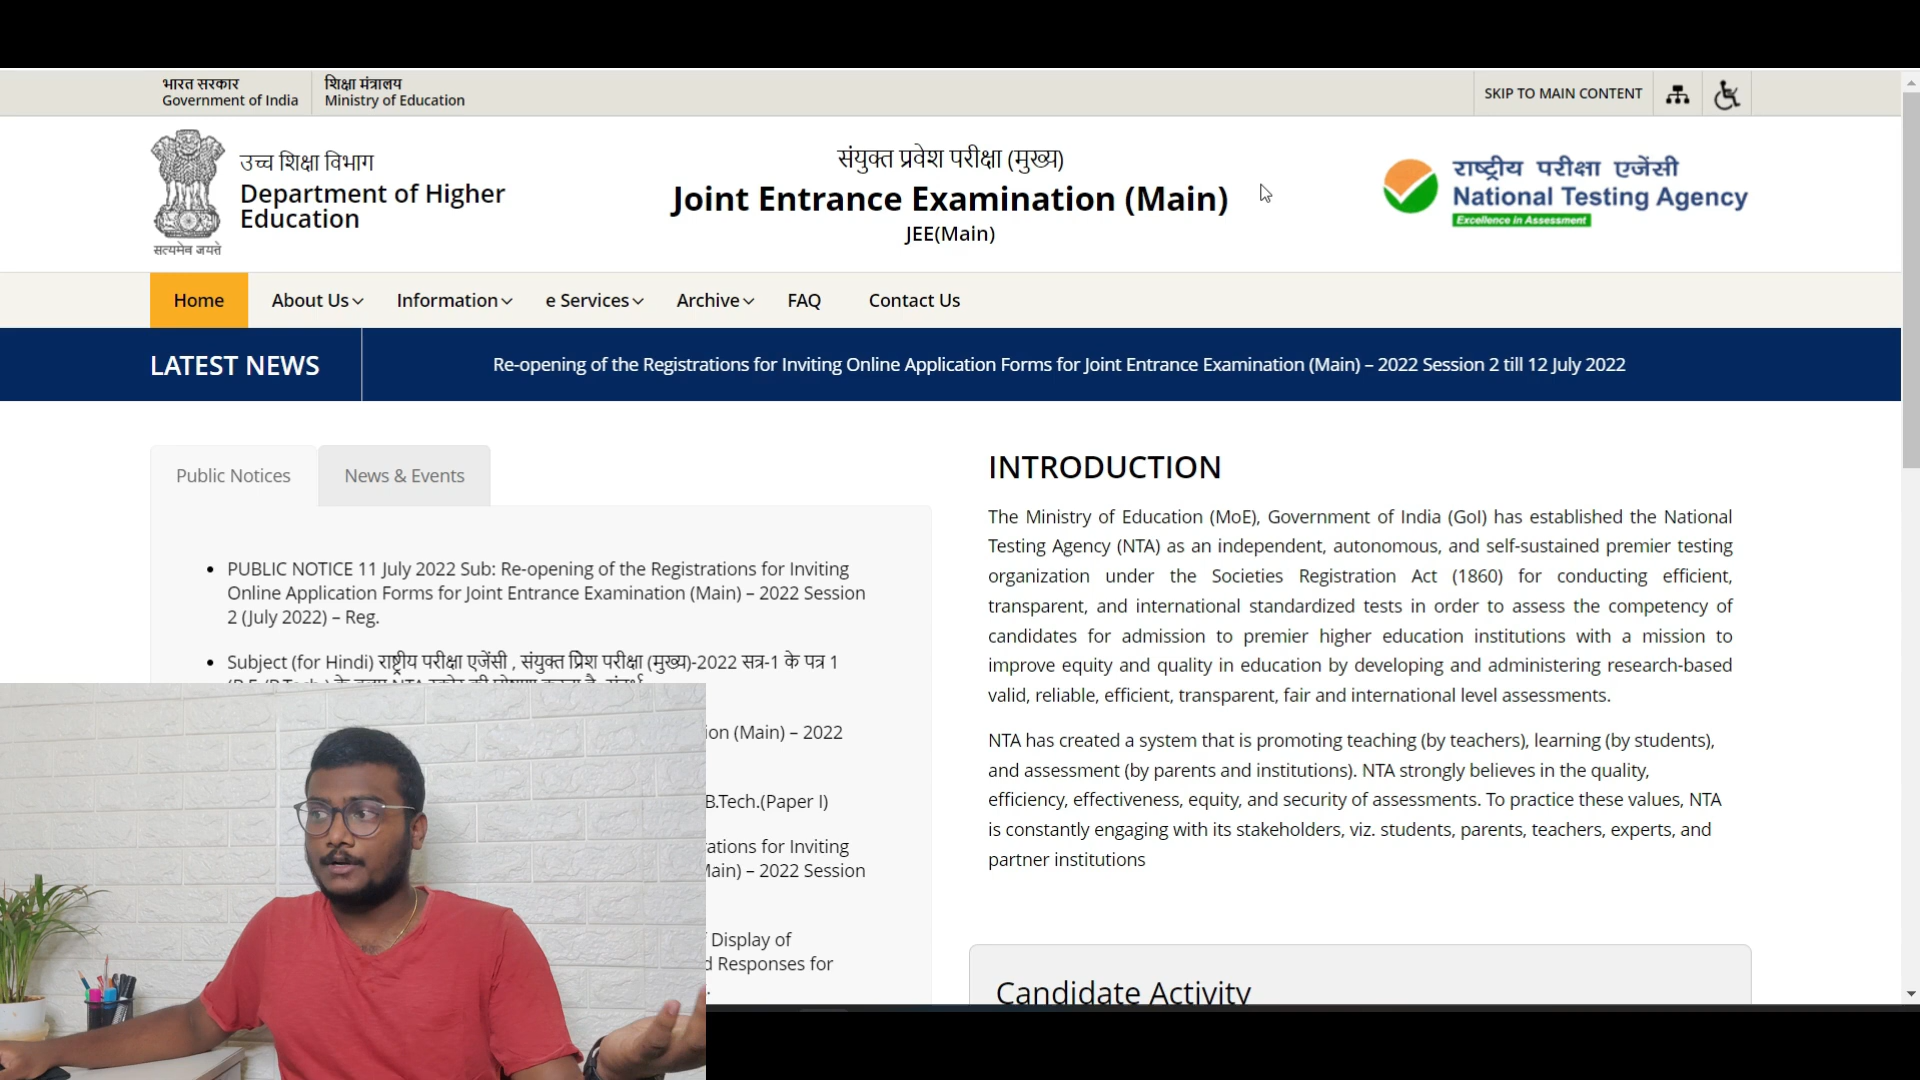 भारत सरकार
Government of India
शिक्षा मंत्रालय
Ministry of Education
SKIP TO MAIN CONTENT
उच्च शिक्षा विभाग
Department of Higher
Education
सत्यमेव जयते
संयुक्त प्रवेश परीक्षा (मुख्य)
Joint Entrance Examination (Main)
JEE(Main)
राष्ट्रीय परीक्षा एजेंसी
National Testing Agency
Excellence in Assessment
Home About Us Information e Services Archive FAQ Contact Us
LATEST NEWS
Re-opening of the Registrations for Inviting Online Application Forms for Joint Entrance Examination (Main) – 2022 Session 2 till 12 July 2022
Public Notices
News & Events
PUBLIC NOTICE 11 July 2022 Sub: Re-opening of the Registrations for Inviting
Online Application Forms for Joint Entrance Examination (Main) – 2022 Session
2 (July 2022) – Reg.
Subject (for Hindi) राष्ट्रीय परीक्षा एजेंसी , संयुक्त प्रिेश परीक्षा (मुख्य)-2022 सत्र-1 के पत्र 1
ion (Main) – 2022
B.Tech.(Paper I)
ations for Inviting
Main) – 2022 Session
Display of
d Responses for
INTRODUCTION
The Ministry of Education (MoE), Government of India (GoI) has established the National
Testing Agency (NTA) as an independent, autonomous, and self-sustained premier testing
organization under the Societies Registration Act (1860) for conducting efficient,
transparent, and international standardized tests in order to assess the competency of
candidates for admission to premier higher education institutions with a mission to
improve equity and quality in education by developing and administering research-based
valid, reliable, efficient, transparent, fair and international level assessments.
NTA has created a system that is promoting teaching (by teachers), learning (by students),
and assessment (by parents and institutions). NTA strongly believes in the quality,
efficiency, effectiveness, equity, and security of assessments. To practice these values, NTA
is constantly engaging with its stakeholders, viz. students, parents, teachers, experts, and
partner institutions
Candidate Activity